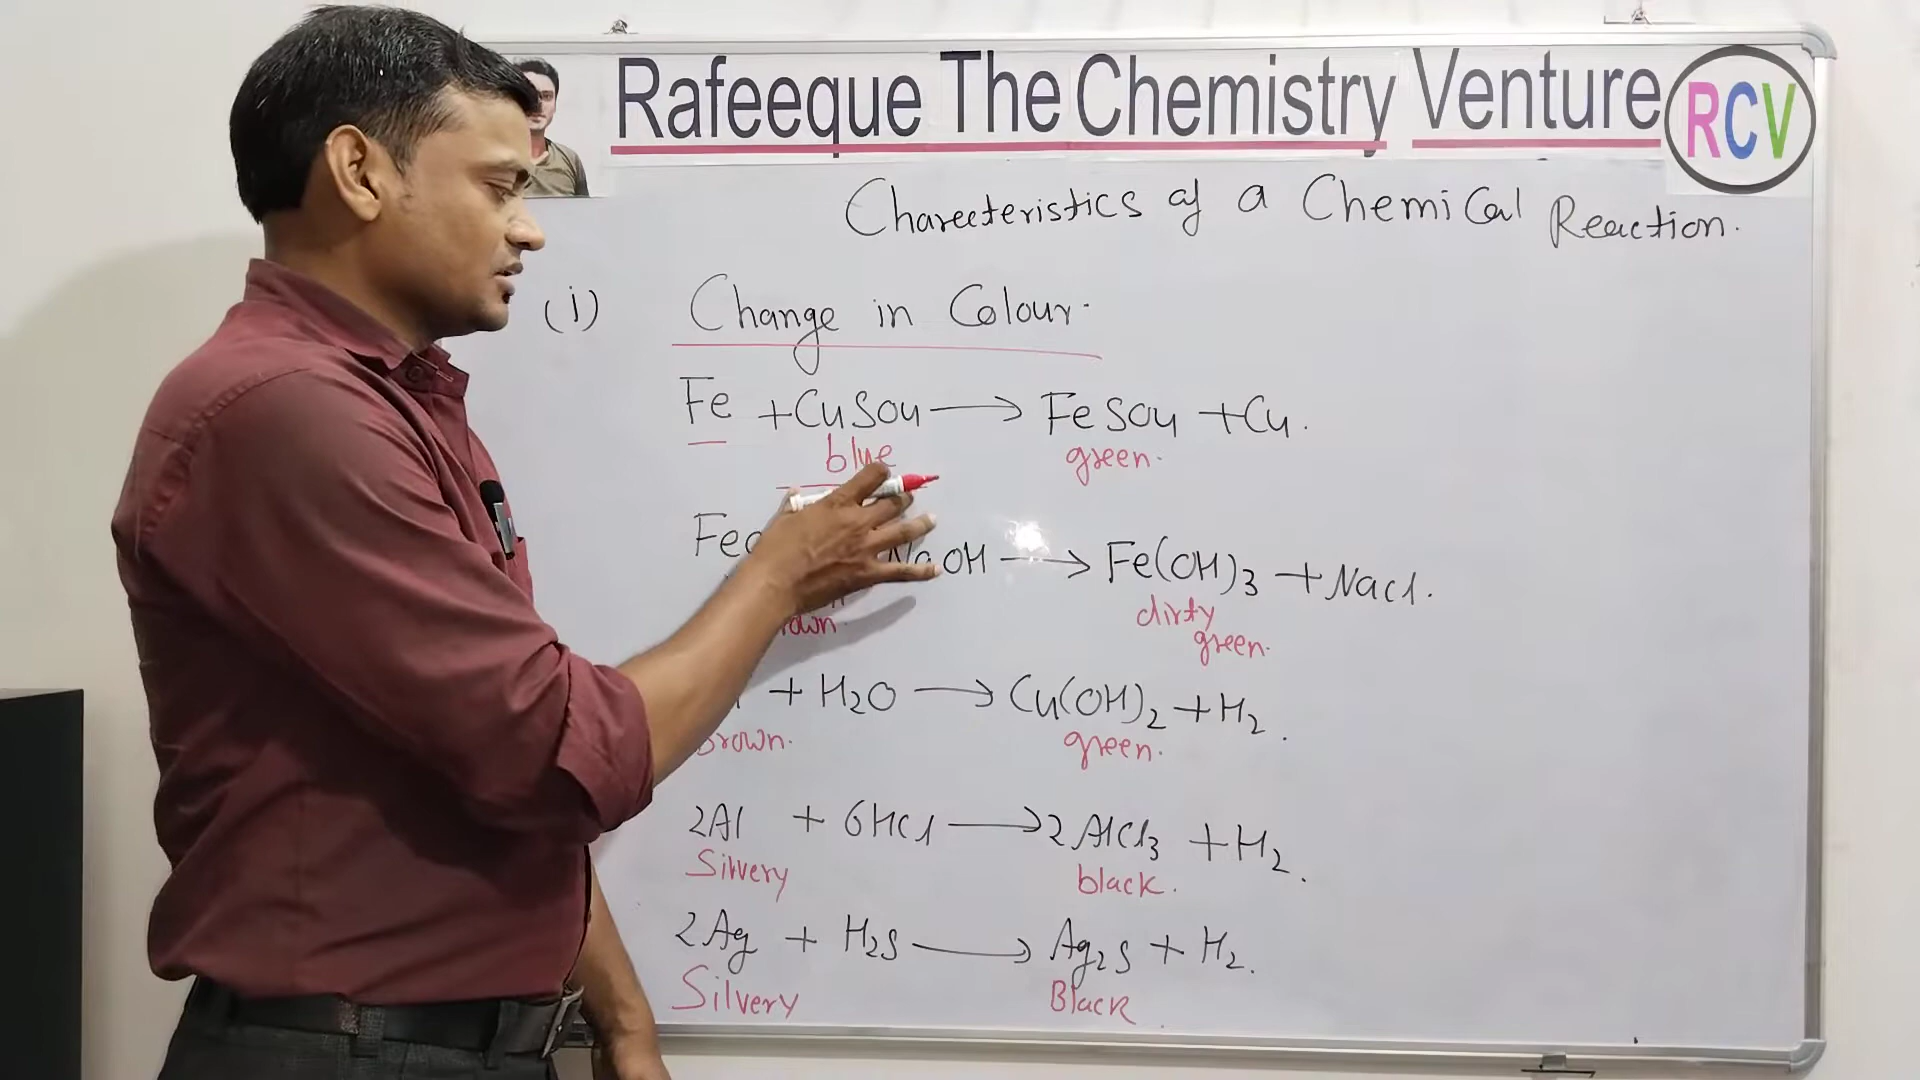 Rafeeque The Chemistry Venture RCV
Charecteristics of a Chemical Reaction.
(i) Change in Colour.
Fe + CuSO4 → FeSO4 + Cu.
blue green.
NaOH → Fe(OH)3 + NaCl.
dirty
green.
+ H2O → Cu(OH)2 + H2.
Brown. green.
2Al + 6HCl → 2AlCl3 + H2.
Silvery black.
2Ag + H2S → Ag2S + H2.
Silvery Black